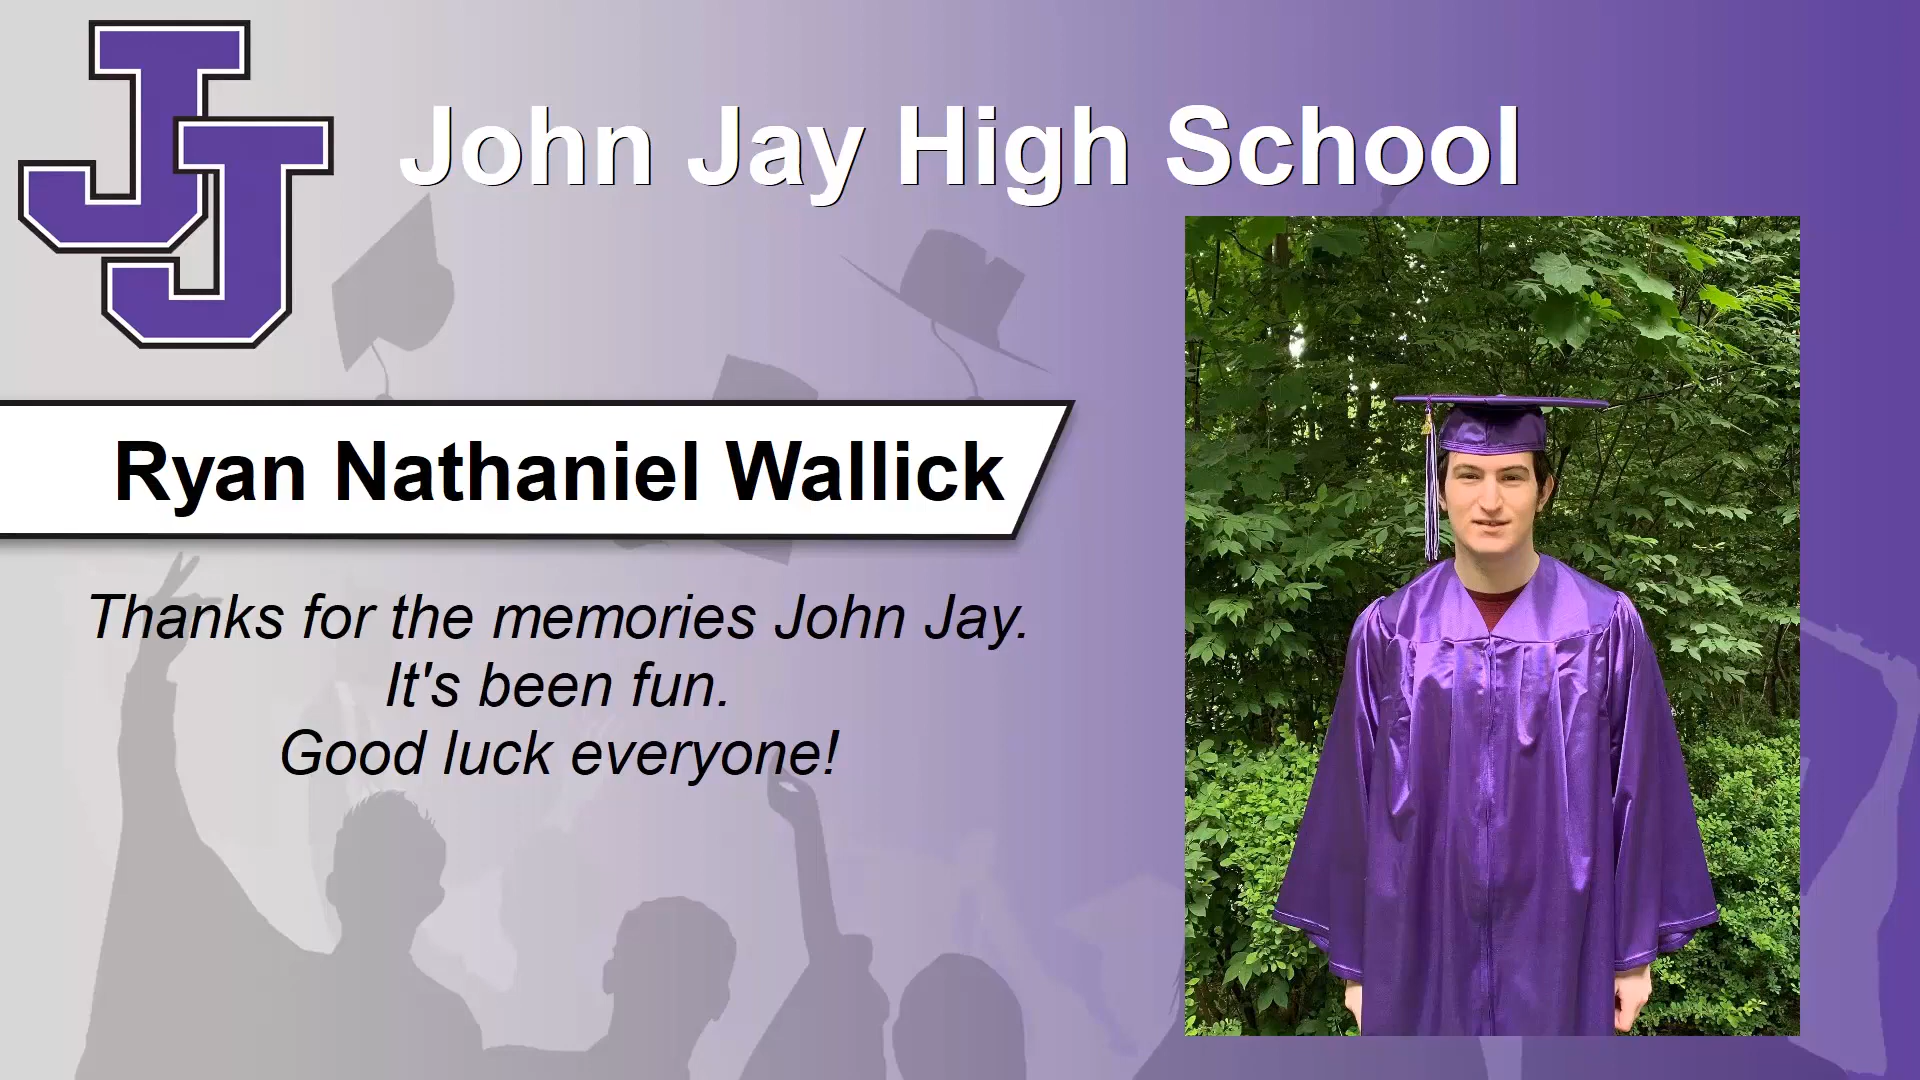 JJ
John Jay High School
Ryan Nathaniel Wallick
Thanks for the memories John Jay.
It's been fun.
Good luck everyone!